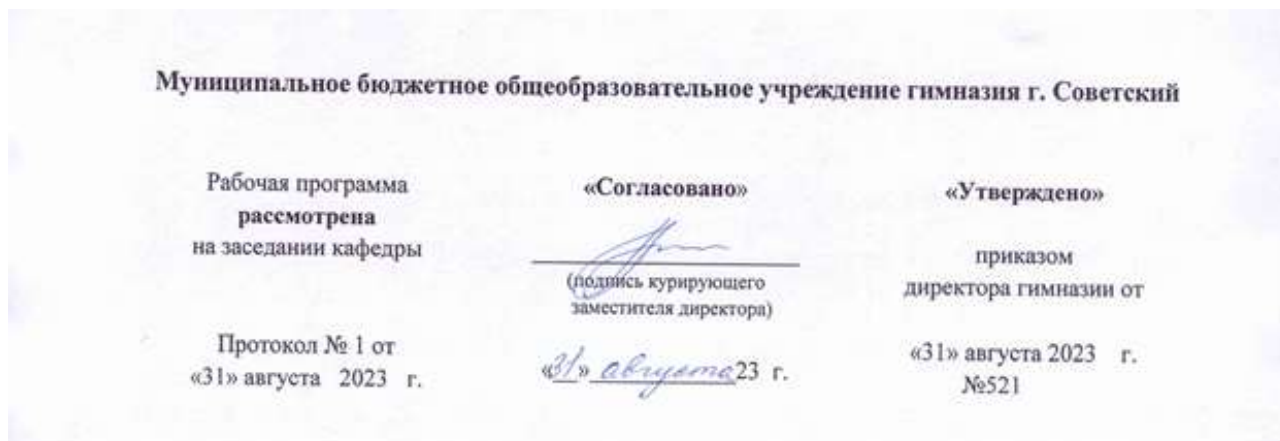 Муниципальное бюджетное общеобразовательное учреждение гимназия г. Советский
Рабочая программа
рассмотрена
на заседании кафедры
Протокол № 1 от
«31» августа 2023 г.
«Согласовано»
(подпись курирующего
заместителя директора)
«31» августа 23 г.
«Утверждено»
приказом
директора гимназии от
«31» августа 2023 г.
№521